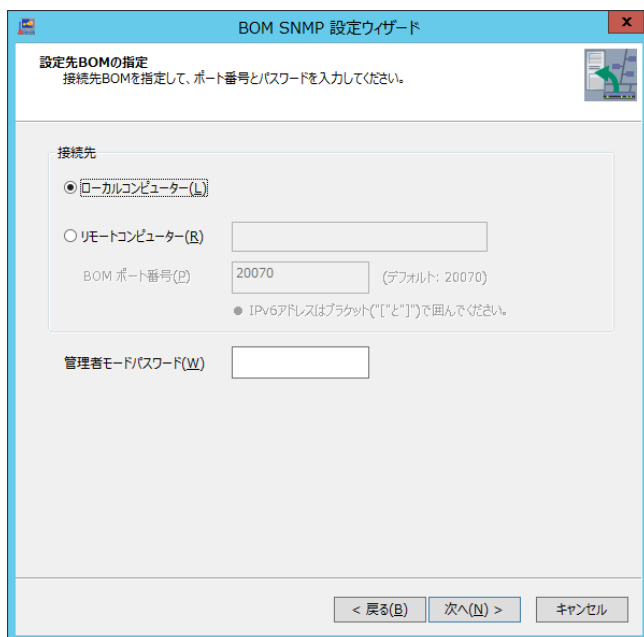 BOM SNMP 設定ウィザード
x
設定先BOMの指定
接続先BOMを指定して、ポート番号とパスワードを入力してください。
接続先
ローカルコンピューター(L)
リモートコンピューター(R)
BOM ポート番号(P) 20070 (デフォルト: 20070)
● IPv6アドレスはブラケット("["と"]")で囲んでください。
管理者モードパスワード(W)
< 戻る(B) 次へ(N) > キャンセル